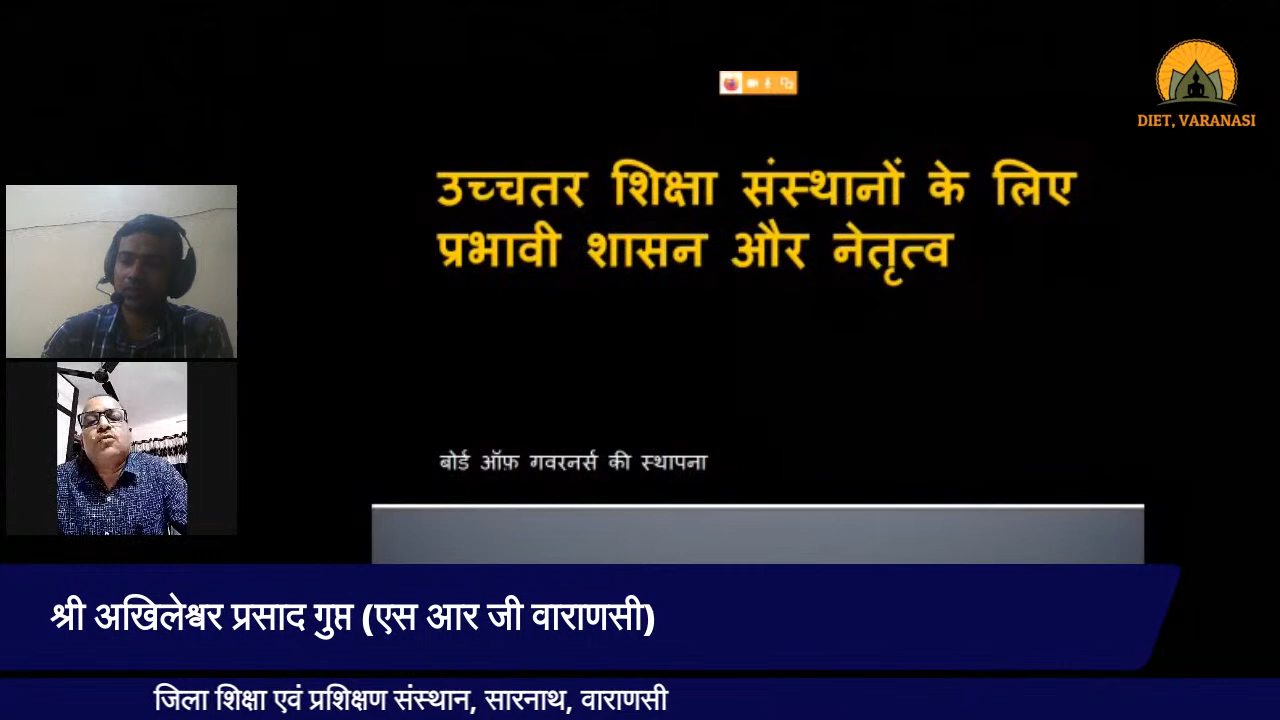 DIET, VARANASI
उच्चतर शिक्षा संस्थानों के लिए
प्रभावी शासन और नेतृत्व
बोर्ड ऑफ़ गवरनर्स की स्थापना
श्री अखिलेश्वर प्रसाद गुप्त (एस आर जी वाराणसी)
जिला शिक्षा एवं प्रशिक्षण संस्थान, सारनाथ, वाराणसी